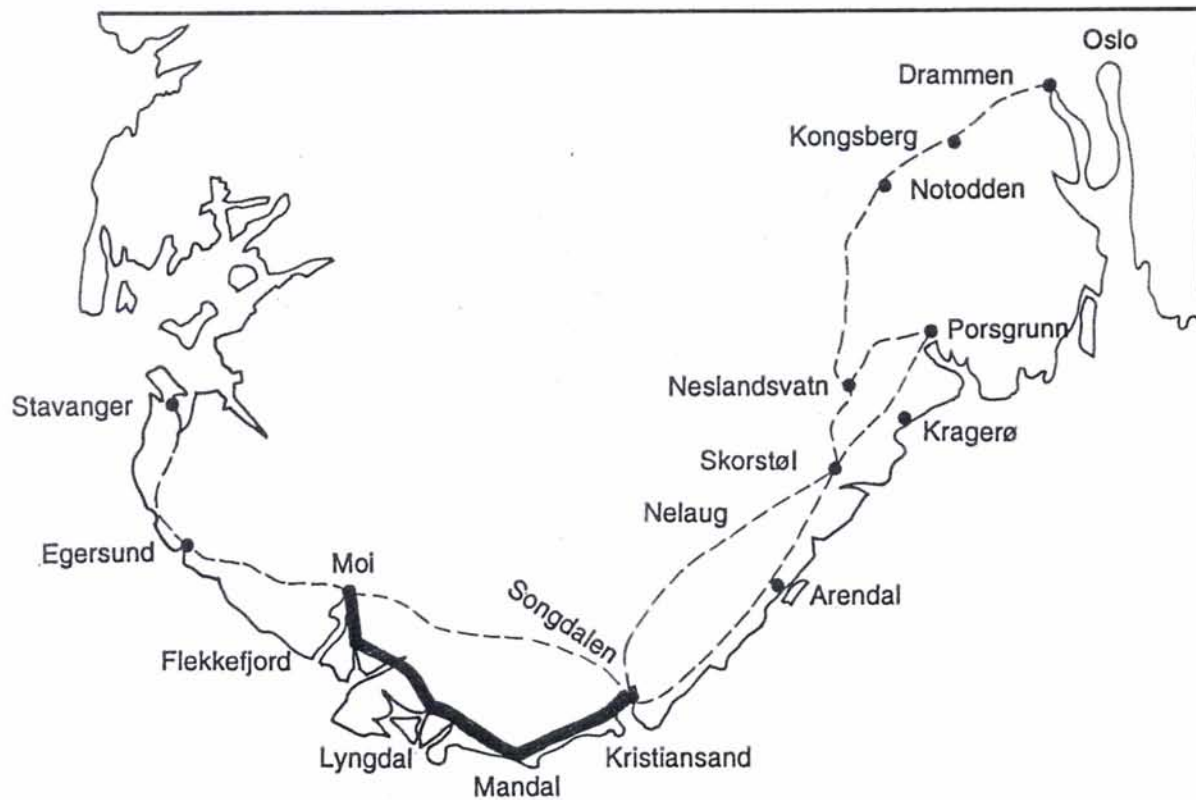 Oslo
Drammen
Kongsberg
Notodden
Porsgrunn
Neslandsvatn
Stavanger
Kragerø
Skorstøl
Nelaug
Egersund
Moi
Songdalen
Arendal
Flekkefjord
Lyngdal
Kristiansand
Mandal